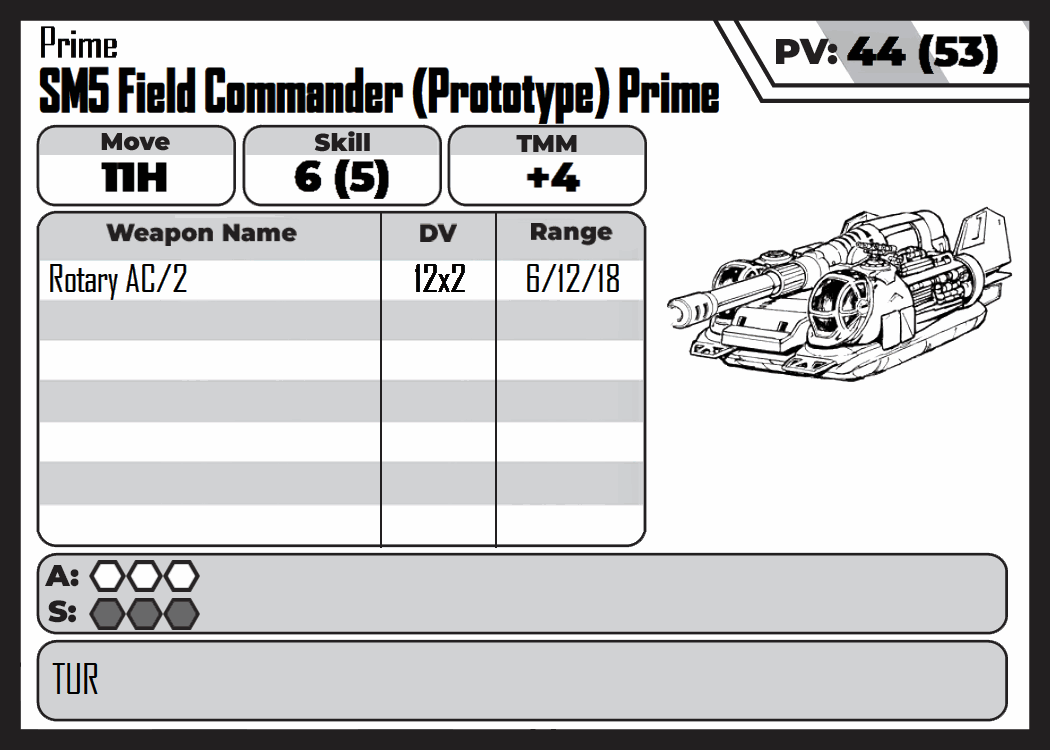 Prime
SM5 Field Commander (Prototype) Prime
PV: 44 (53)
Move Skill TMM
11H 6 (5) +4
Weapon Name DV Range
Rotary AC/2 12x2 6/12/18
A:
S:
TUR